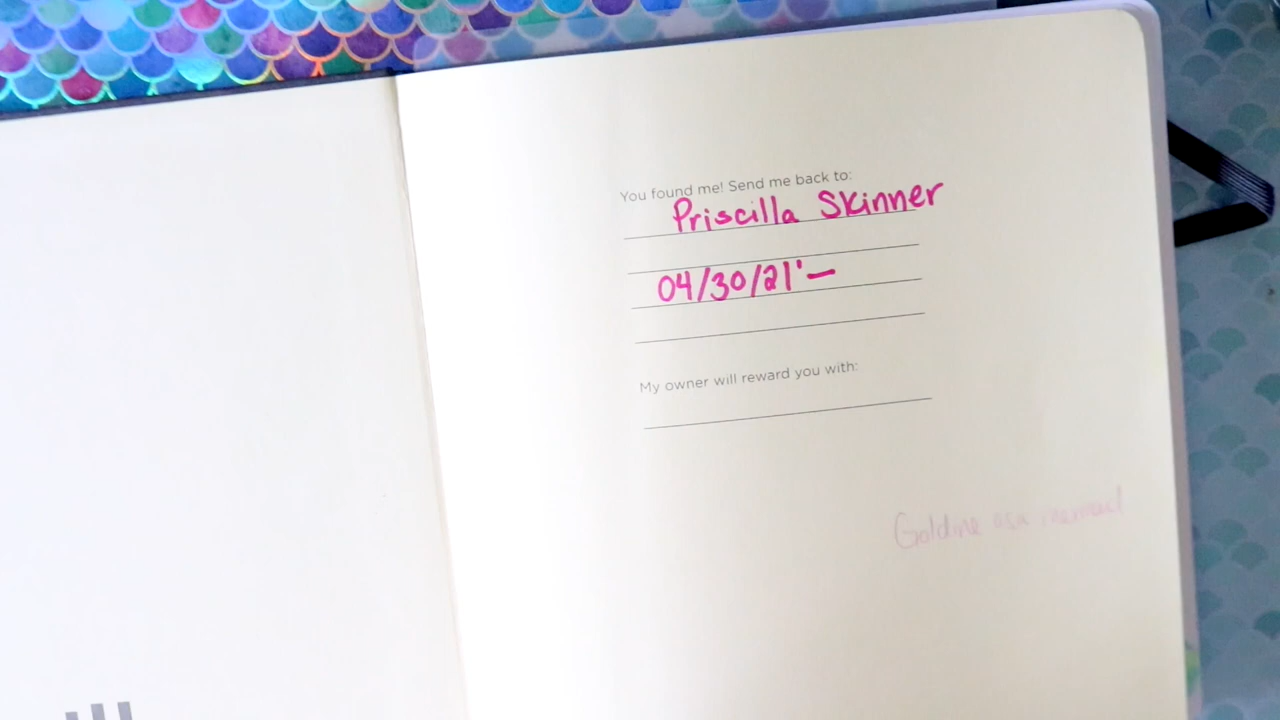 You found me! Send me back to:
Priscilla Skinner
04/30/21'—
My owner will reward you with: